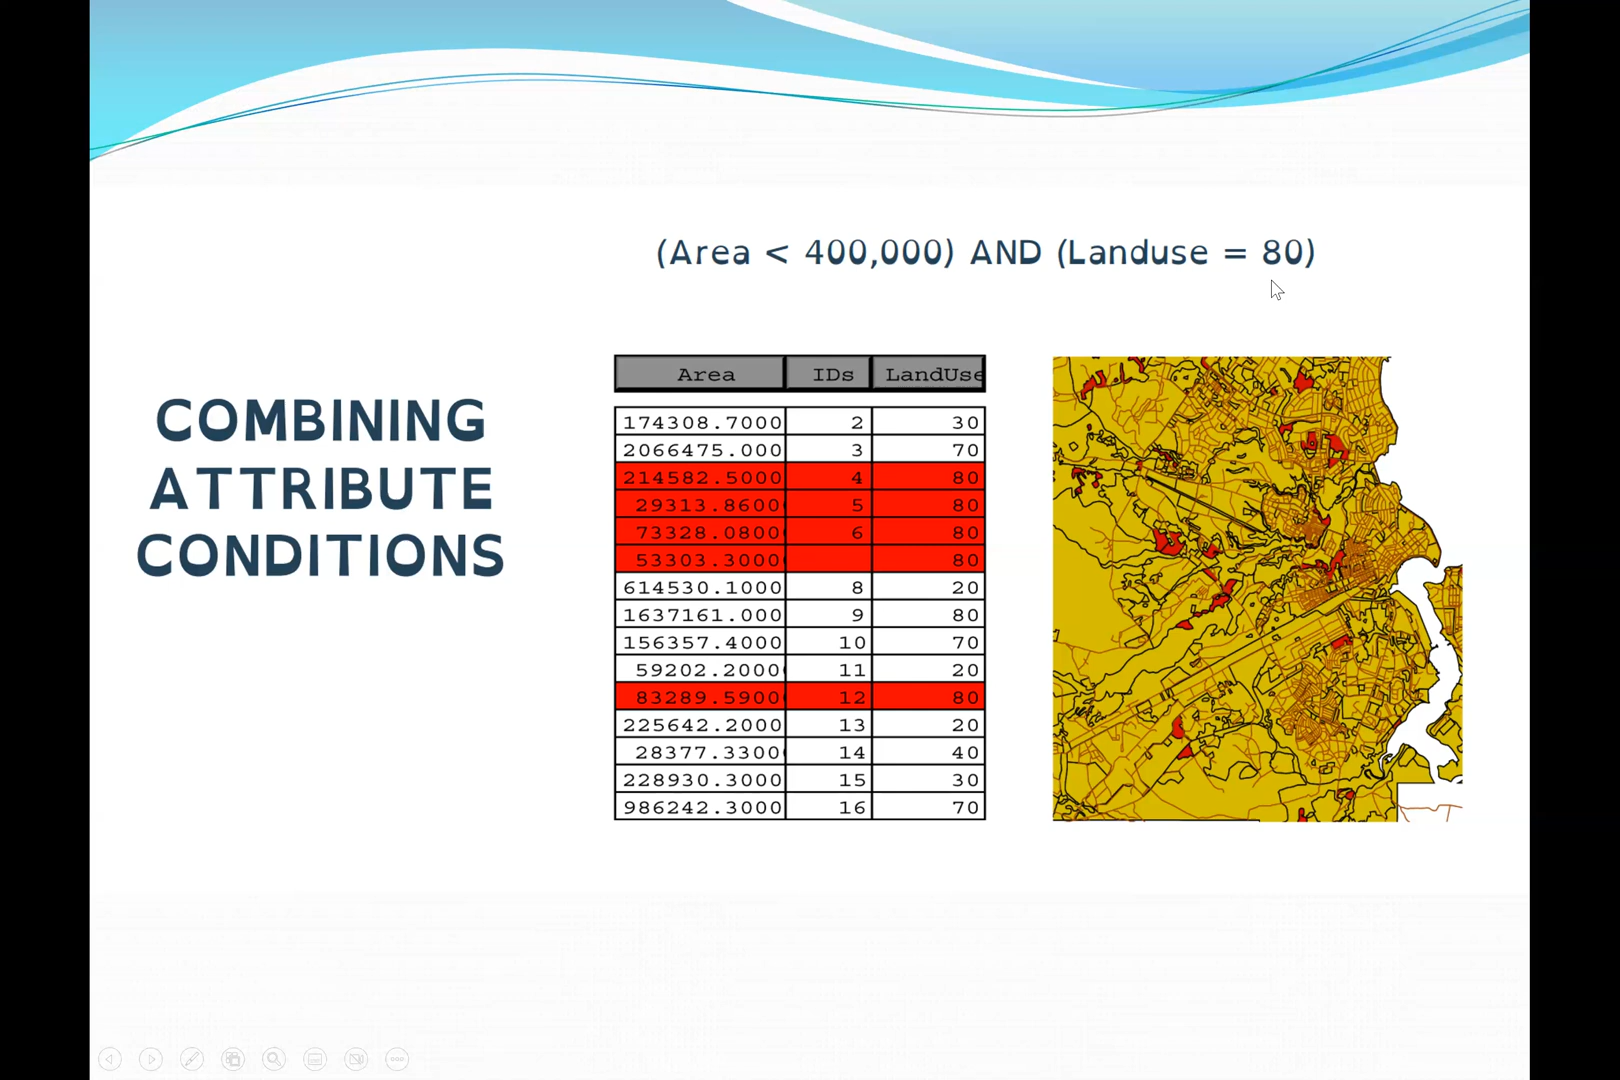 (Area < 400,000) AND (Landuse = 80)
COMBINING
ATTRIBUTE
CONDITIONS
Area IDs LandUse
174308.7000 2 30
2066475.000 3 70
214582.5000 4 80
29313.8600 5 80
73328.0800 6 80
53303.3000 80
614530.1000 8 20
1637161.000 9 80
156357.4000 10 70
59202.2000 11 20
83289.5900 12 80
225642.2000 13 20
28377.3300 14 40
228930.3000 15 30
986242.3000 16 70